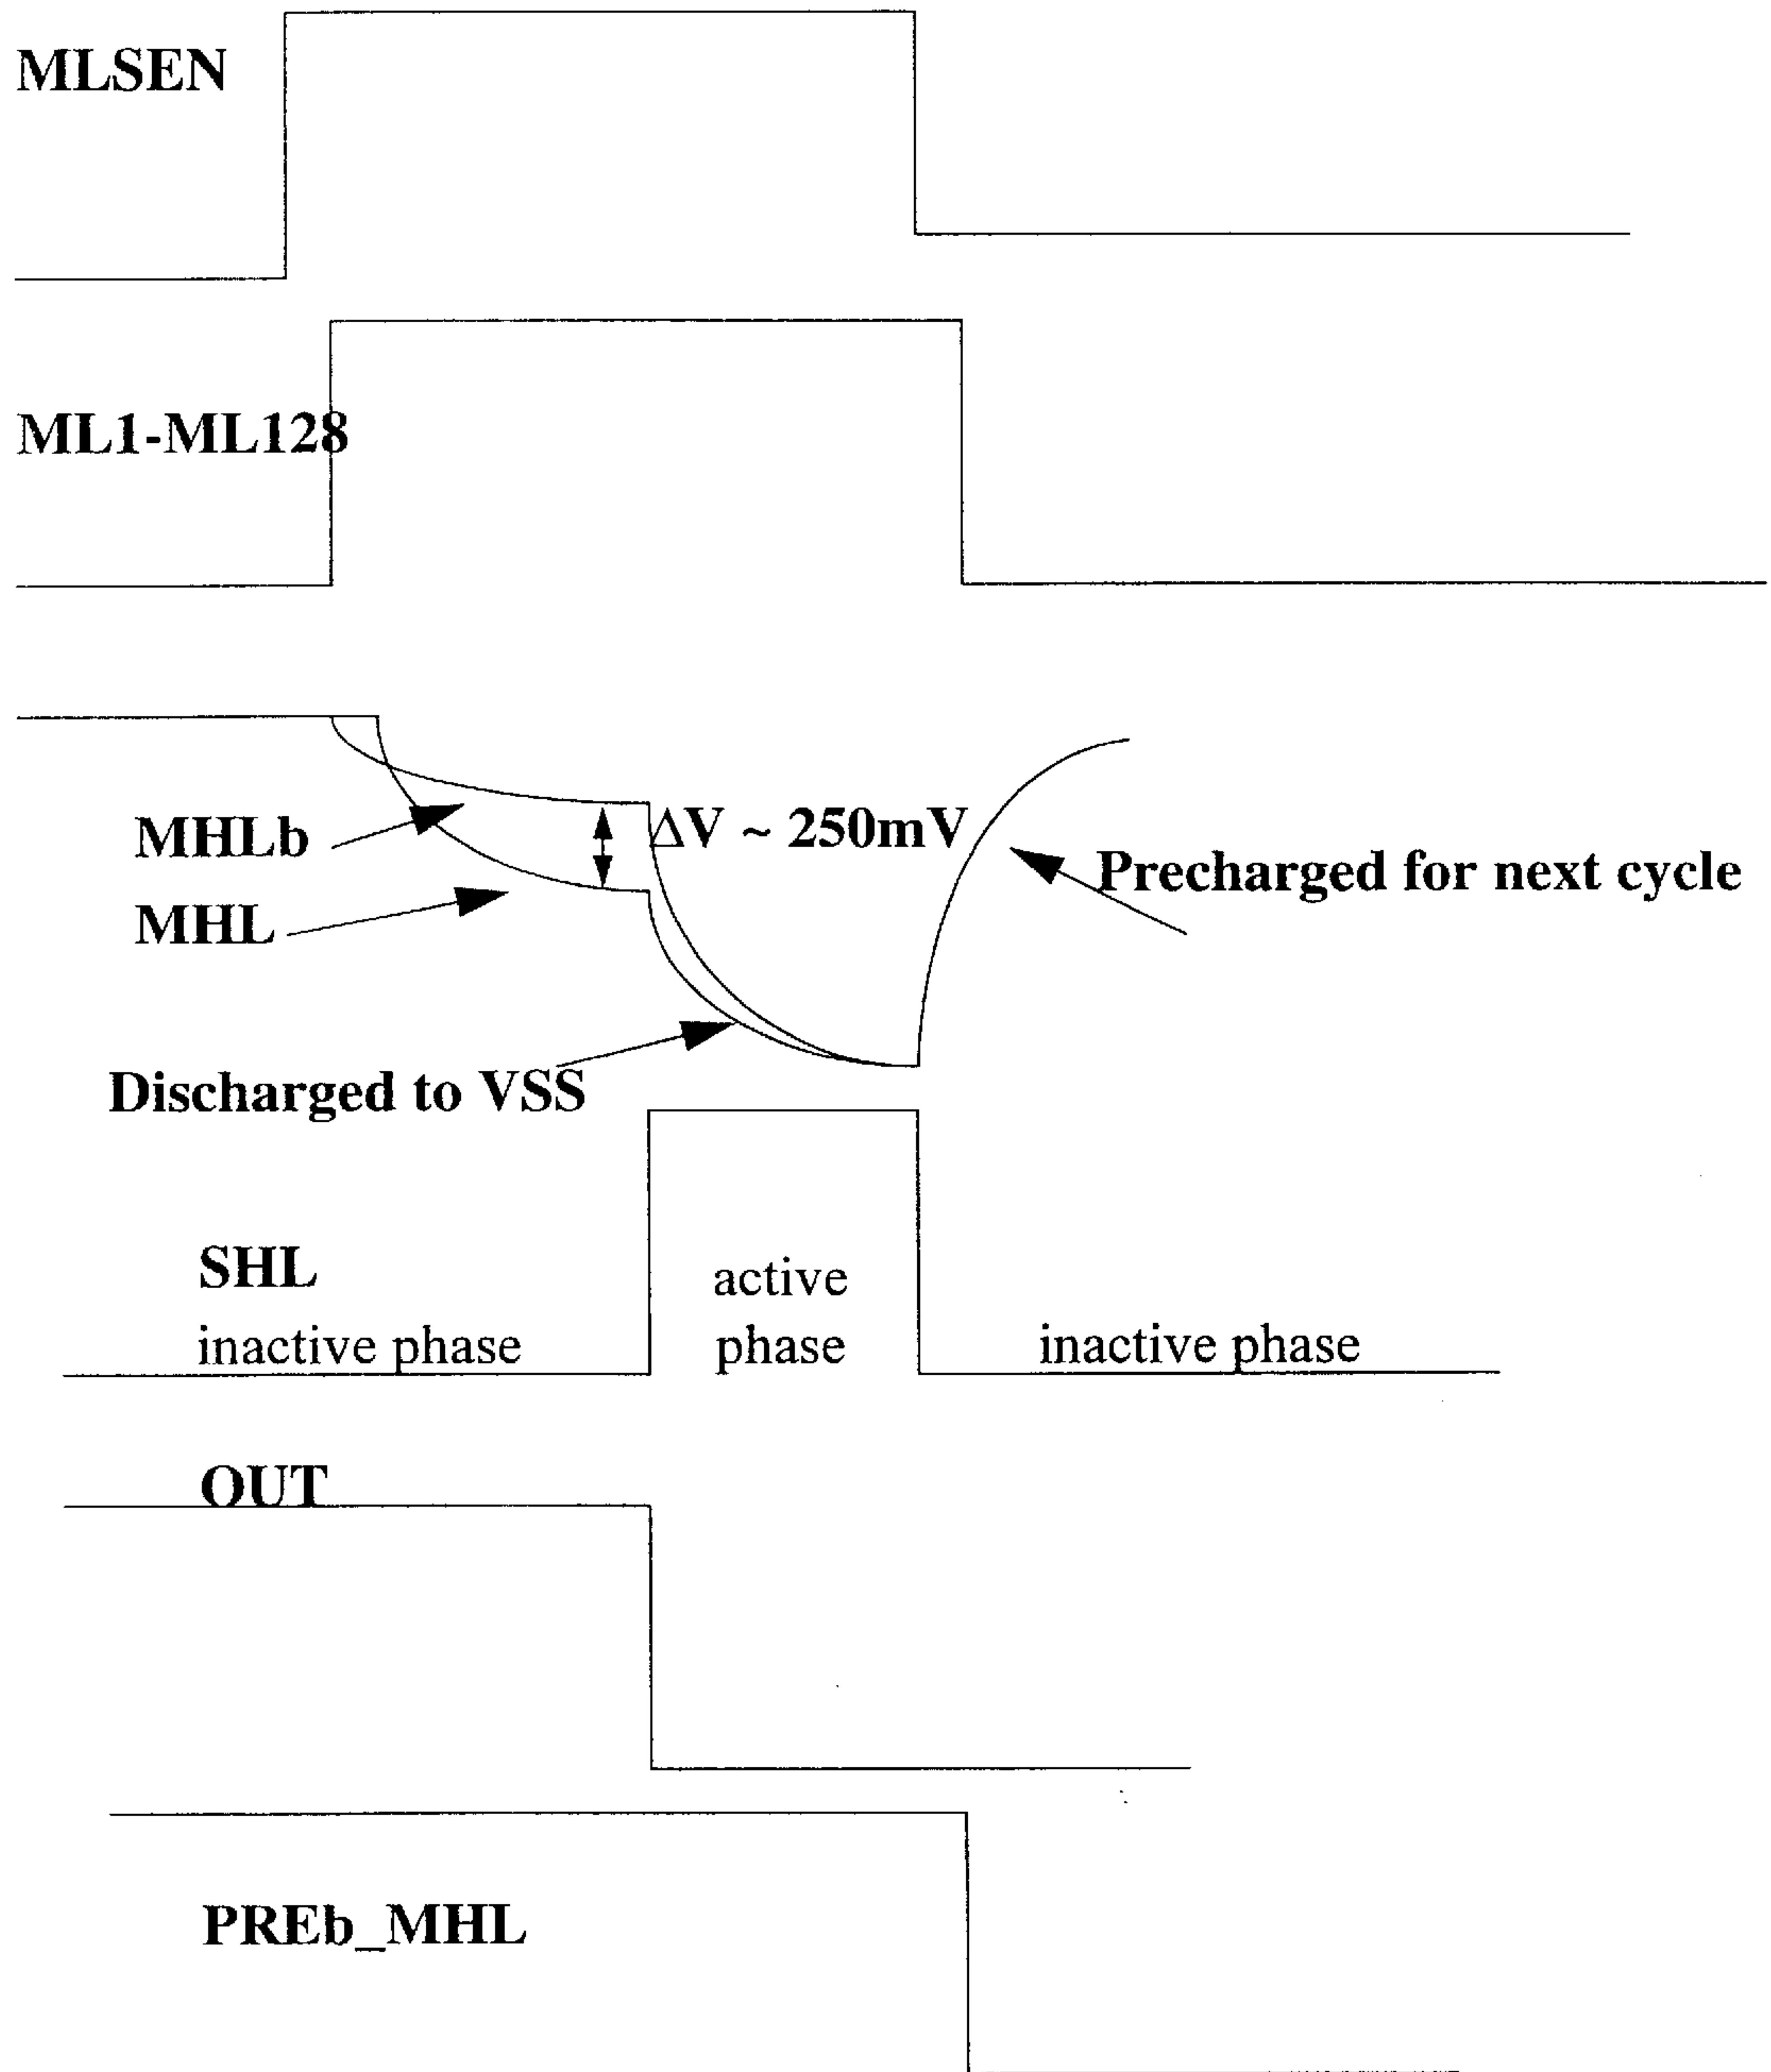 MLSEN
ML1-ML128
MHLb
ΔV ~ 250mV
Precharged for next cycle
MHL
Discharged to VSS
SHL
active
phase
inactive phase
inactive phase
OUT
PREb_MHL